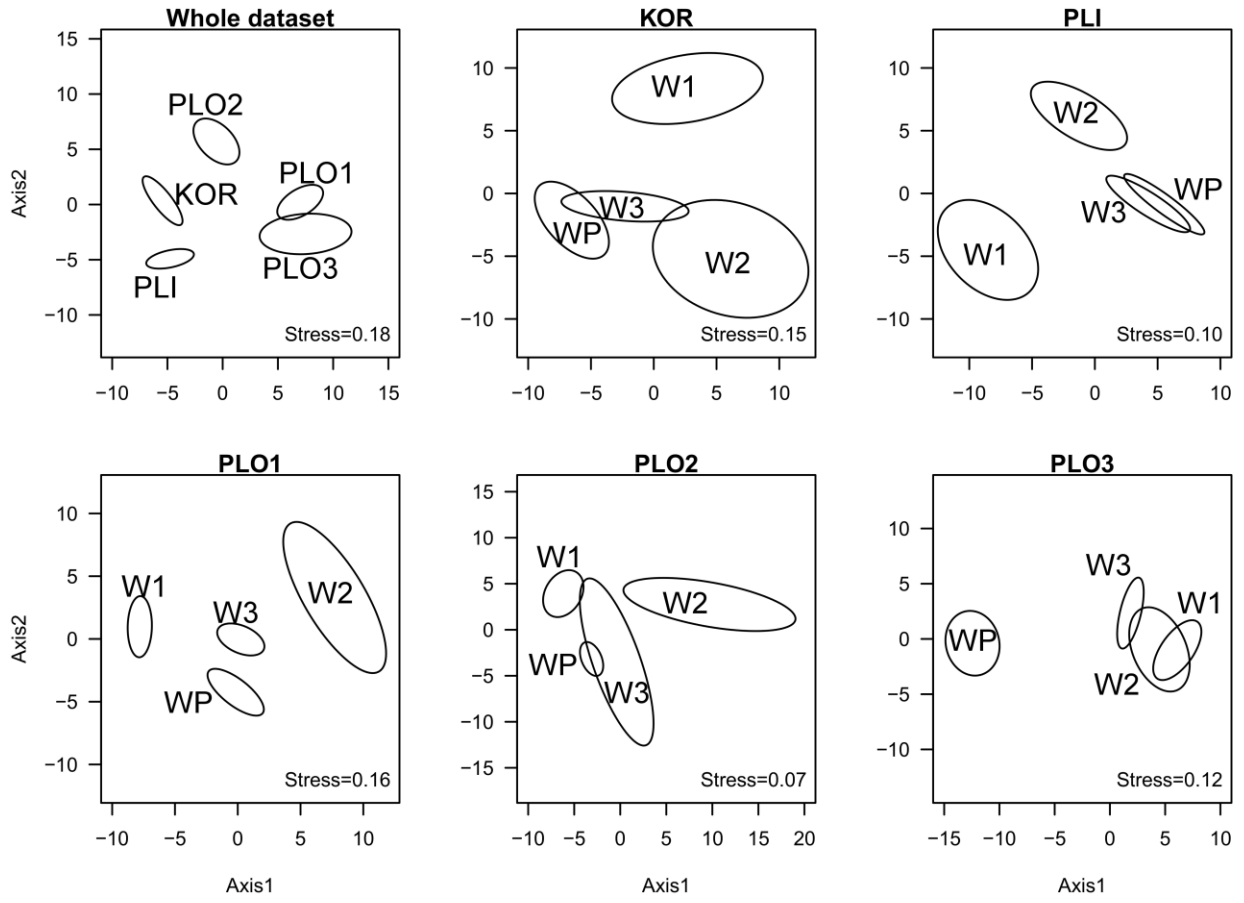 Whole dataset
15
10
5
0
−5
−10
Axis2
PLO2
PLO1
KOR
PLO3
PLI
Stress=0.18
−10 −5 0 5 10 15
KOR
10
5
0
−5
−10
W1
W3
WP
W2
Stress=0.15
−10 −5 0 5 10
PLI
10
5
0
−5
−10
W2
WP
W3
W1
Stress=0.10
−10 −5 0 5 10
PLO1
10
5
0
−5
−10
Axis2
W1
W2
W3
WP
Stress=0.16
−10 −5 0 5 10
Axis1
PLO2
15
10
5
0
−5
−10
−15
W1
W2
WP
W3
Stress=0.07
−10 −5 0 5 10 15 20
Axis1
PLO3
10
5
0
−5
−10
W3
W1
WP
W2
Stress=0.12
−15 −10 −5 0 5 10
Axis1